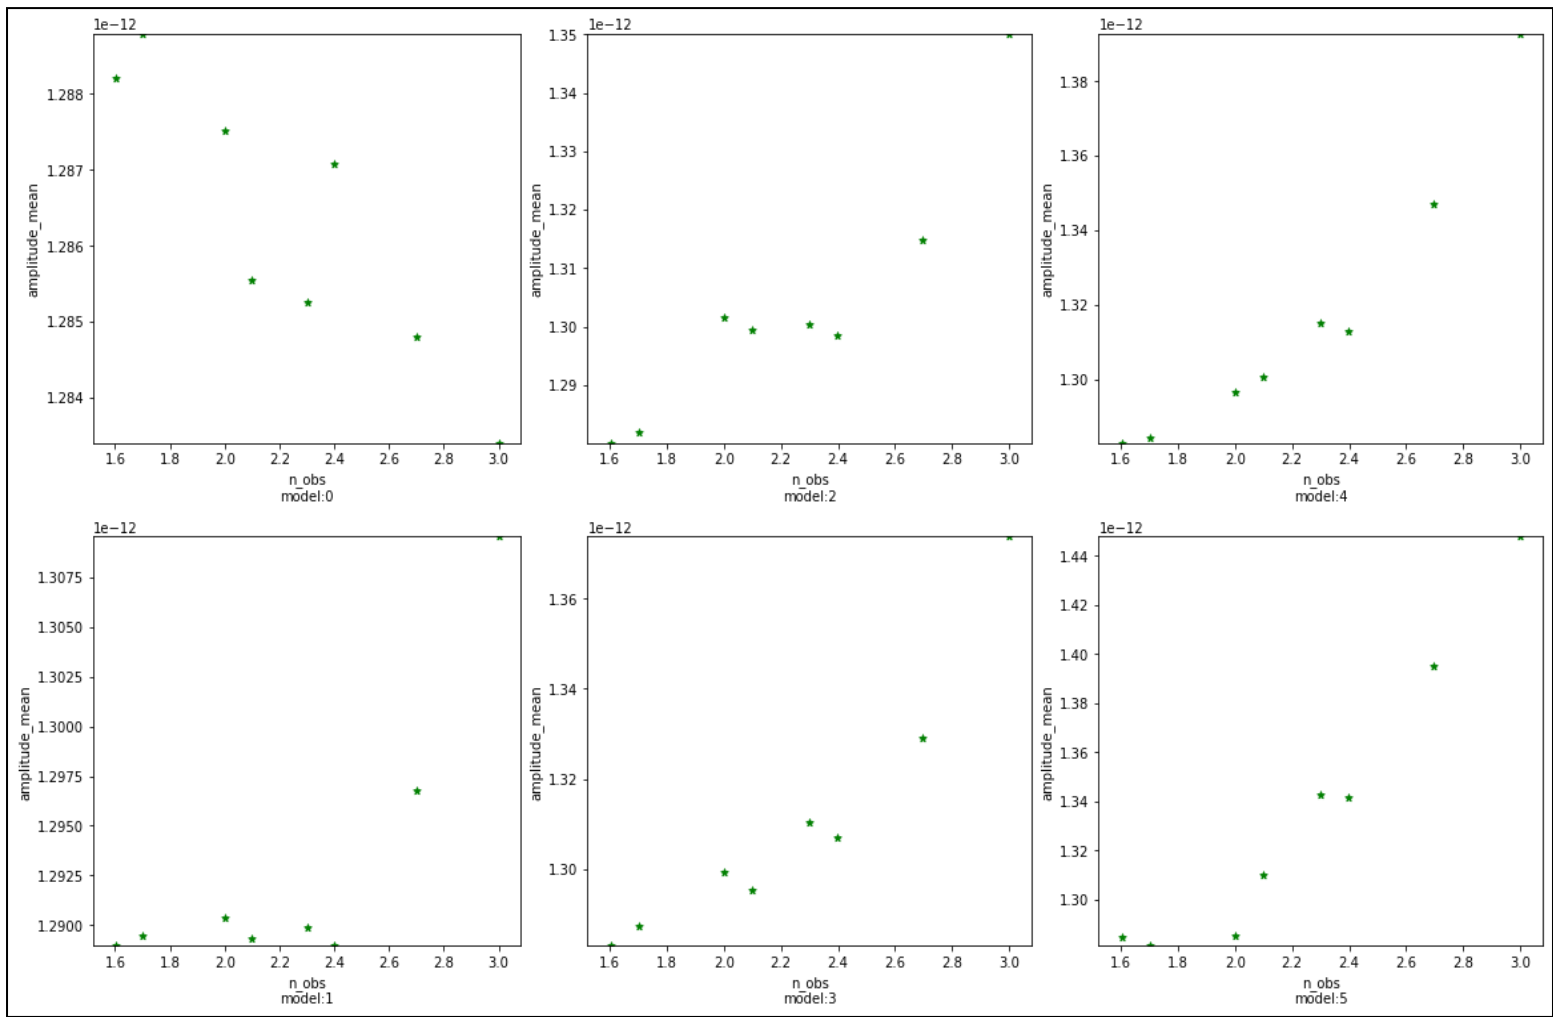 1e−12
1.288
1.287
1.286
1.285
1.284
amplitude_mean
1.6 1.8 2.0 2.2 2.4 2.6 2.8 3.0
n_obs
model:0
1e−12
1.35
1.34
1.33
1.32
1.31
1.30
1.29
amplitude_mean
1.6 1.8 2.0 2.2 2.4 2.6 2.8 3.0
n_obs
model:2
1e−12
1.38
1.36
1.34
1.32
1.30
amplitude_mean
1.6 1.8 2.0 2.2 2.4 2.6 2.8 3.0
n_obs
model:4
1e−12
1.3075
1.3050
1.3025
1.3000
1.2975
1.2950
1.2925
1.2900
amplitude_mean
1.6 1.8 2.0 2.2 2.4 2.6 2.8 3.0
n_obs
model:1
1e−12
1.36
1.34
1.32
1.30
amplitude_mean
1.6 1.8 2.0 2.2 2.4 2.6 2.8 3.0
n_obs
model:3
1e−12
1.44
1.42
1.40
1.38
1.36
1.34
1.32
1.30
amplitude_mean
1.6 1.8 2.0 2.2 2.4 2.6 2.8 3.0
n_obs
model:5